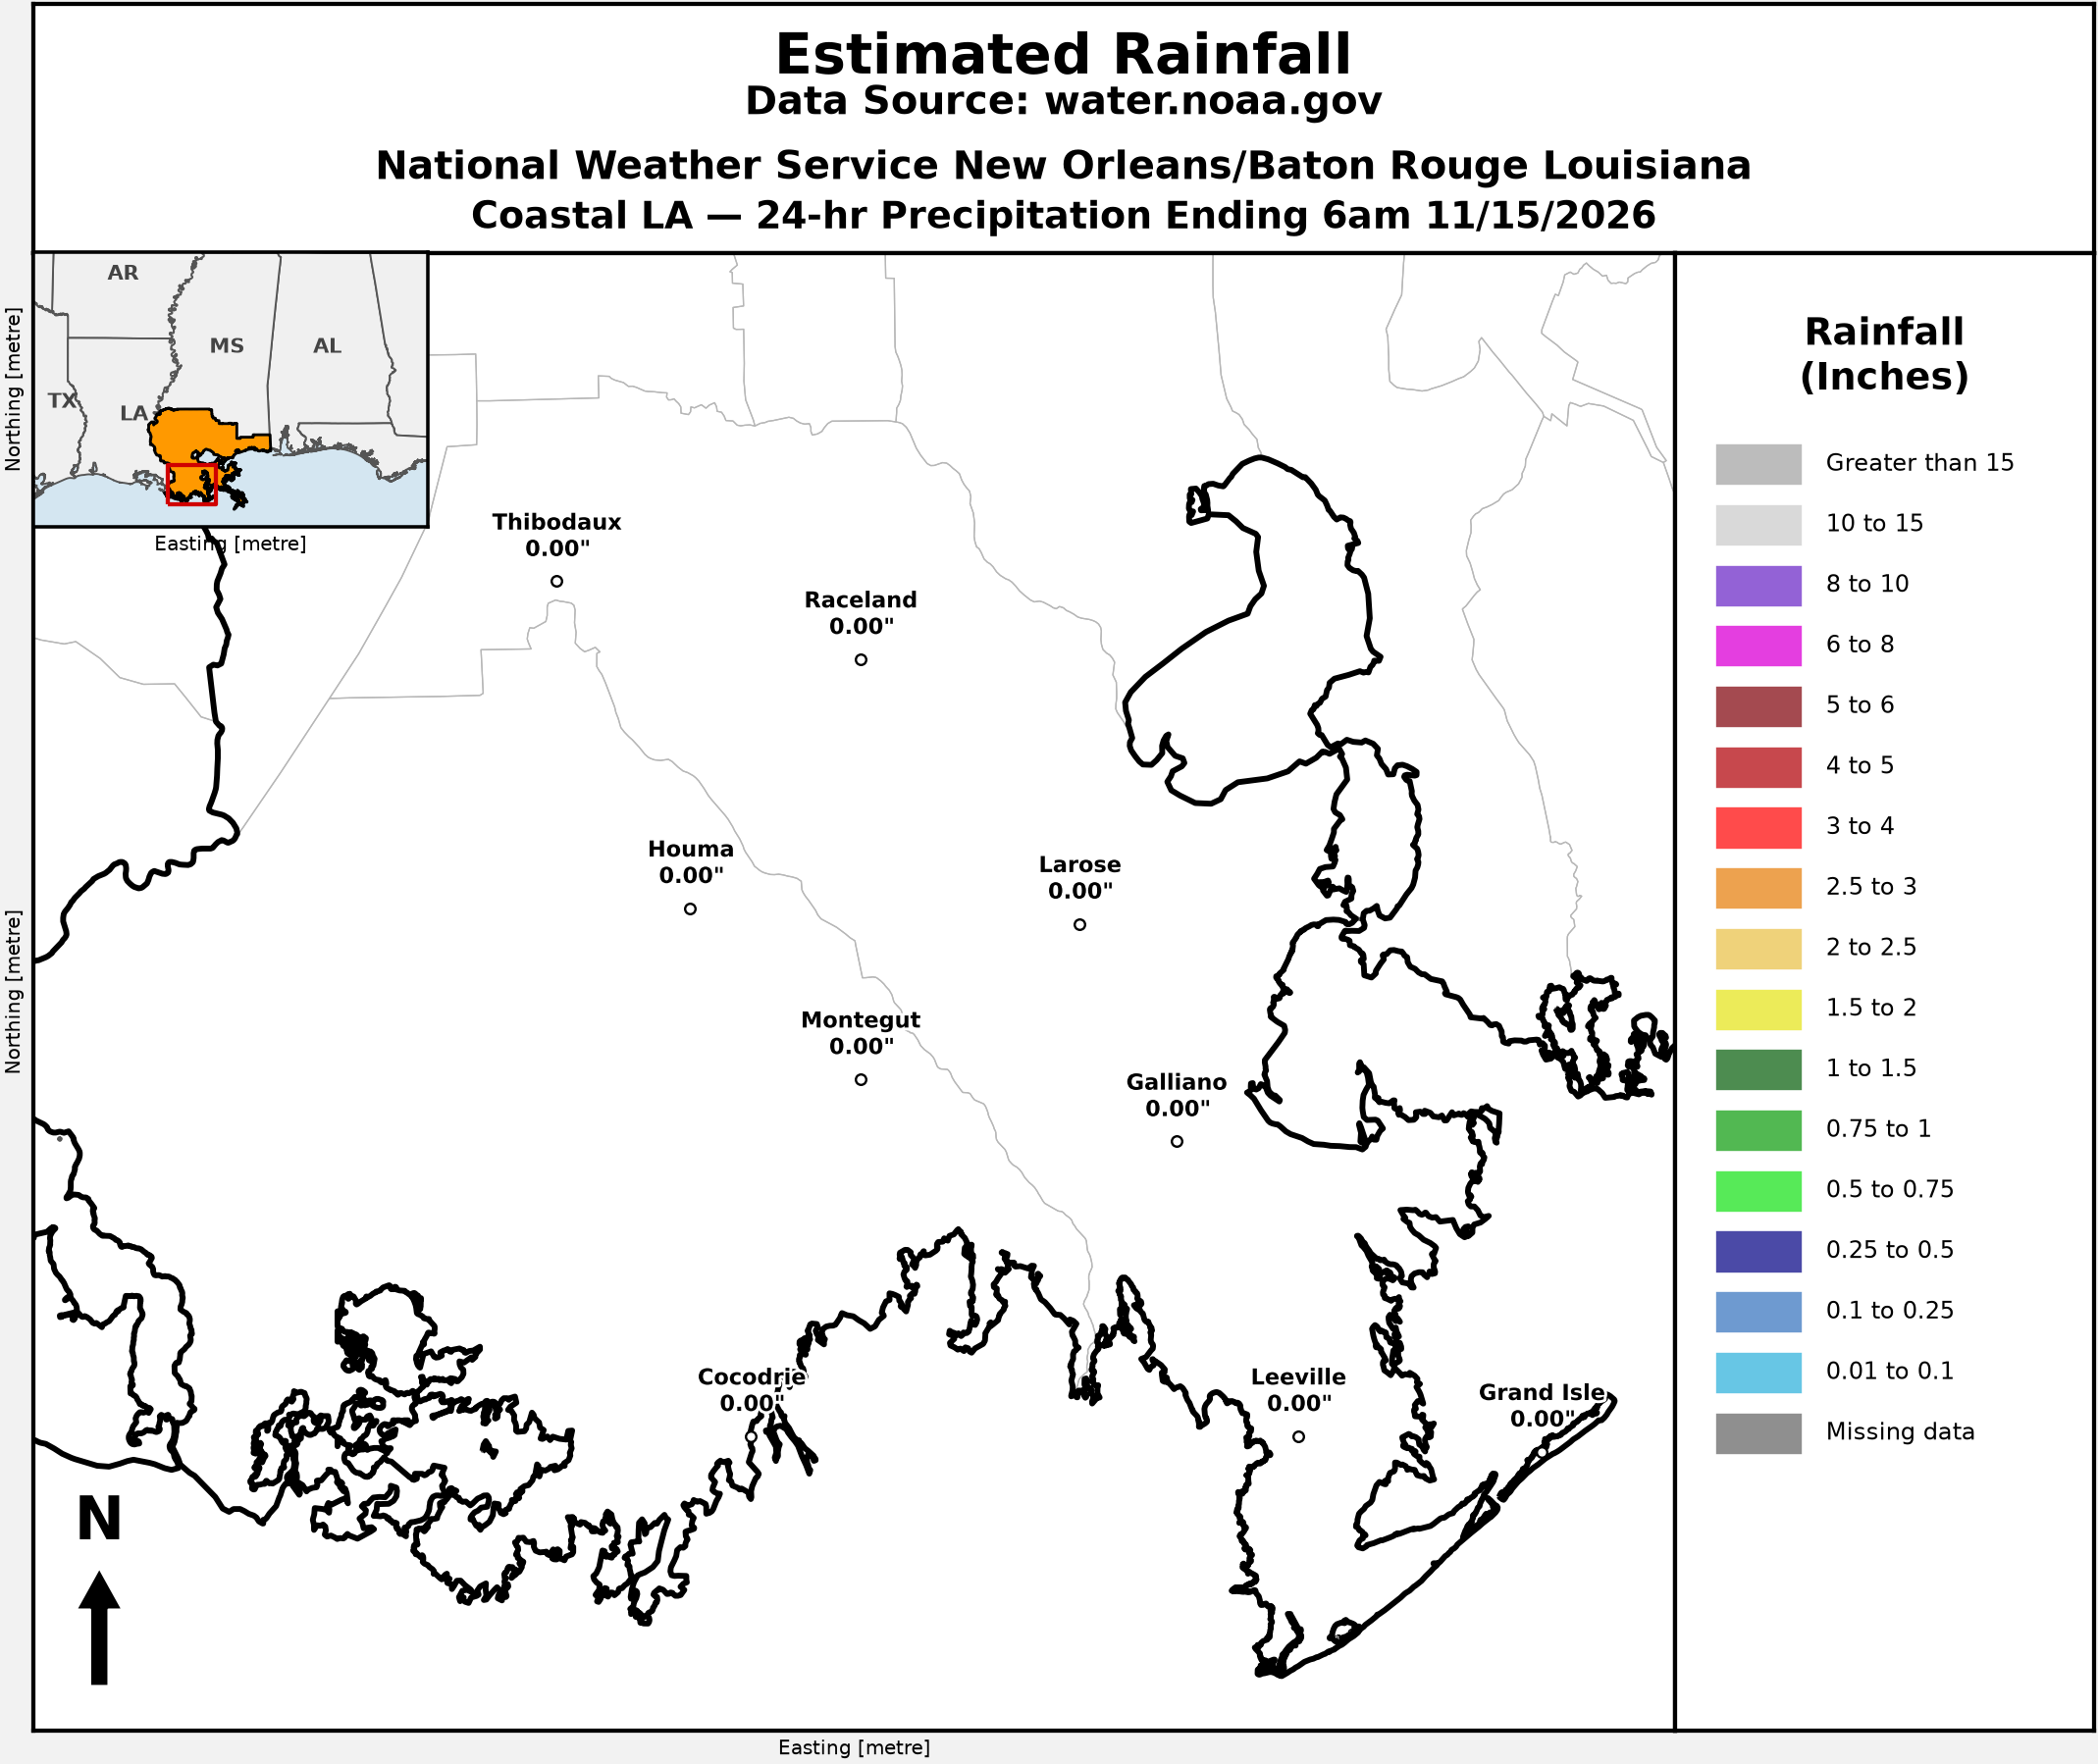 Estimated Rainfall
Data Source: water.noaa.gov
National Weather Service New Orleans/Baton Rouge Louisiana
Coastal LA — 24-hr Precipitation Ending 6am 11/15/2026
Northing [metre]
AR
MS
AL
TX
LA
Easting [metre]
Thibodaux
0.00"
Raceland
0.00"
Houma
0.00"
Larose
0.00"
Northing [metre]
Montegut
0.00"
Galliano
0.00"
Cocodrie
0.00"
Leeville
0.00"
Grand Isle
0.00"
N
Easting [metre]
Rainfall
(Inches)
Greater than 15
10 to 15
8 to 10
6 to 8
5 to 6
4 to 5
3 to 4
2.5 to 3
2 to 2.5
1.5 to 2
1 to 1.5
0.75 to 1
0.5 to 0.75
0.25 to 0.5
0.1 to 0.25
0.01 to 0.1
Missing data